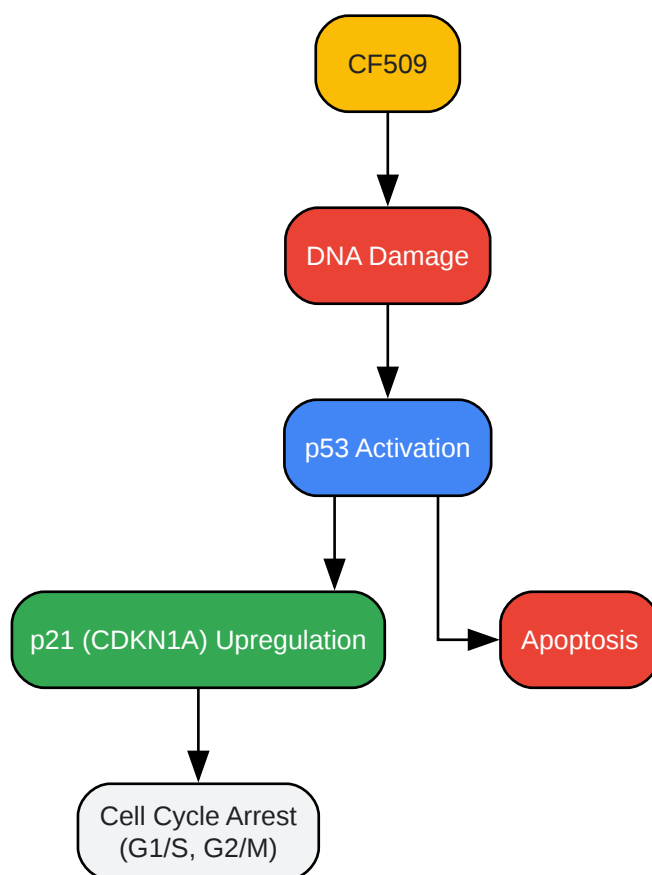 CF509
DNA Damage
p53 Activation
p21 (CDKN1A) Upregulation
Apoptosis
Cell Cycle Arrest
(G1/S, G2/M)